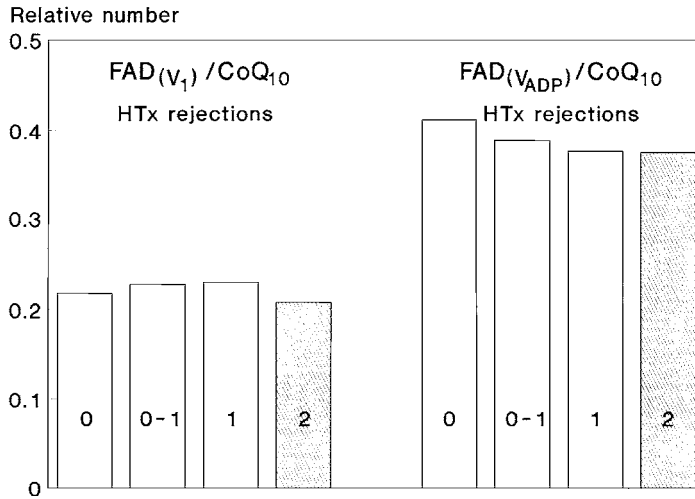 Relative number
0.5
0.4
0.3
0.2
0.1
0
FAD(V1)/CoQ10
HTx rejections
0
0-1
1
2
FAD(VADP)/CoQ10
HTx rejections
0
0-1
1
2